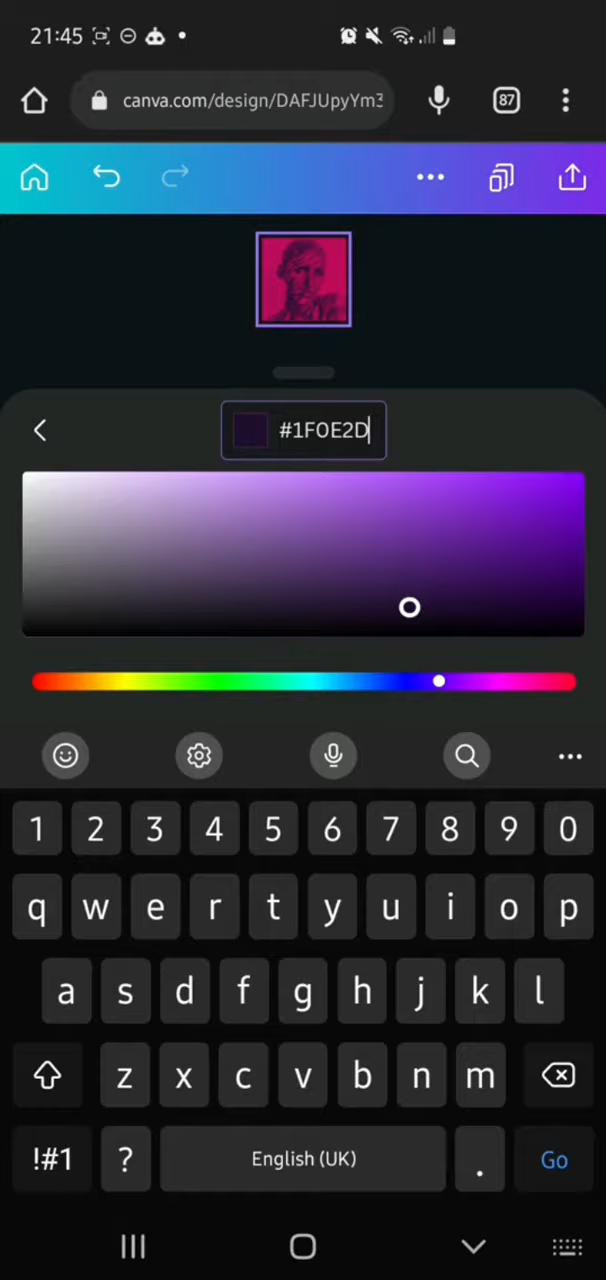 21:45
canva.com/design/DAFJUpyYm3
87
#1F0E2D
1 2 3 4 5 6 7 8 9 0
q w e r t y u i o p
a s d f g h j k l
z x c v b n m
!#1 ? English (UK) . Go